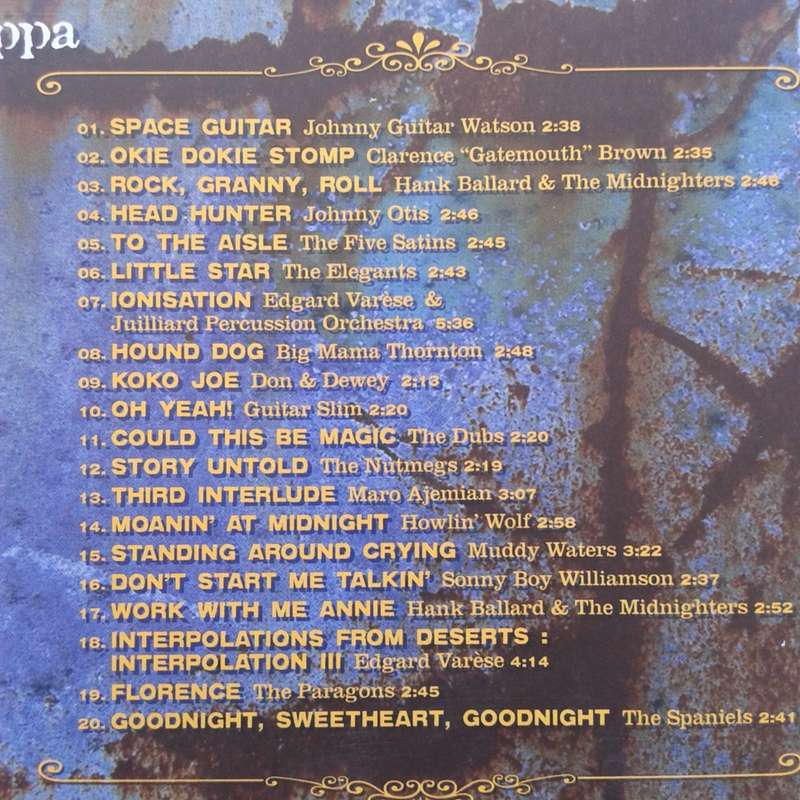 ppa
01. SPACE GUITAR Johnny Guitar Watson 2:38
02. OKIE DOKIE STOMP Clarence "Gatemouth" Brown 2:35
03. ROCK, GRANNY, ROLL Hank Ballard & The Midnighters 2:46
04. HEAD HUNTER Johnny Otis 2:46
05. TO THE AISLE The Five Satins 2:45
06. LITTLE STAR The Elegants 2:43
07. IONISATION Edgard Varèse &
Juilliard Percussion Orchestra 5:36
08. HOUND DOG Big Mama Thornton 2:48
09. KOKO JOE Don & Dewey 2:13
10. OH YEAH! Guitar Slim 2:20
11. COULD THIS BE MAGIC The Dubs 2:20
12. STORY UNTOLD The Nutmegs 2:19
13. THIRD INTERLUDE Maro Ajemian 3:07
14. MOANIN' AT MIDNIGHT Howlin' Wolf 2:58
15. STANDING AROUND CRYING Muddy Waters 3:22
16. DON'T START ME TALKIN' Sonny Boy Williamson 2:37
17. WORK WITH ME ANNIE Hank Ballard & The Midnighters 2:52
18. INTERPOLATIONS FROM DESERTS :
INTERPOLATION III Edgard Varèse 4:14
19. FLORENCE The Paragons 2:45
20. GOODNIGHT, SWEETHEART, GOODNIGHT The Spaniels 2:41